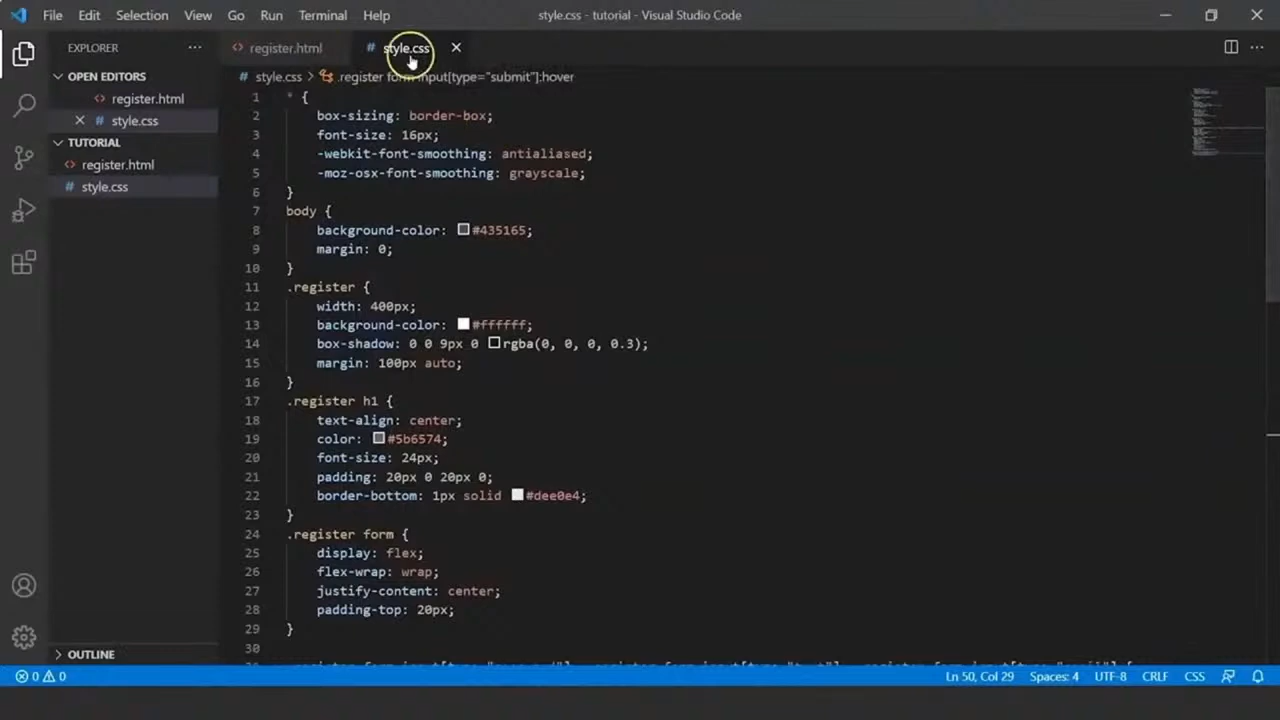 File Edit Selection View Go Run Terminal Help
style.css - tutorial - Visual Studio Code
EXPLORER
OPEN EDITORS
register.html
style.css
TUTORIAL
register.html
style.css
OUTLINE
register.html
# style.css
# style.css > .register form input[type="submit"]:hover
1 * {
2 box-sizing: border-box;
3 font-size: 16px;
4 -webkit-font-smoothing: antialiased;
5 -moz-osx-font-smoothing: grayscale;
6 }
7 body {
8 background-color: #435165;
9 margin: 0;
10 }
11 .register {
12 width: 400px;
13 background-color: #ffffff;
14 box-shadow: 0 0 9px 0 rgba(0, 0, 0, 0.3);
15 margin: 100px auto;
16 }
17 .register h1 {
18 text-align: center;
19 color: #5b6574;
20 font-size: 24px;
21 padding: 20px 0 20px 0;
22 border-bottom: 1px solid #dee0e4;
23 }
24 .register form {
25 display: flex;
26 flex-wrap: wrap;
27 justify-content: center;
28 padding-top: 20px;
29 }
30
0 0
Ln 50, Col 29 Spaces: 4 UTF-8 CRLF CSS